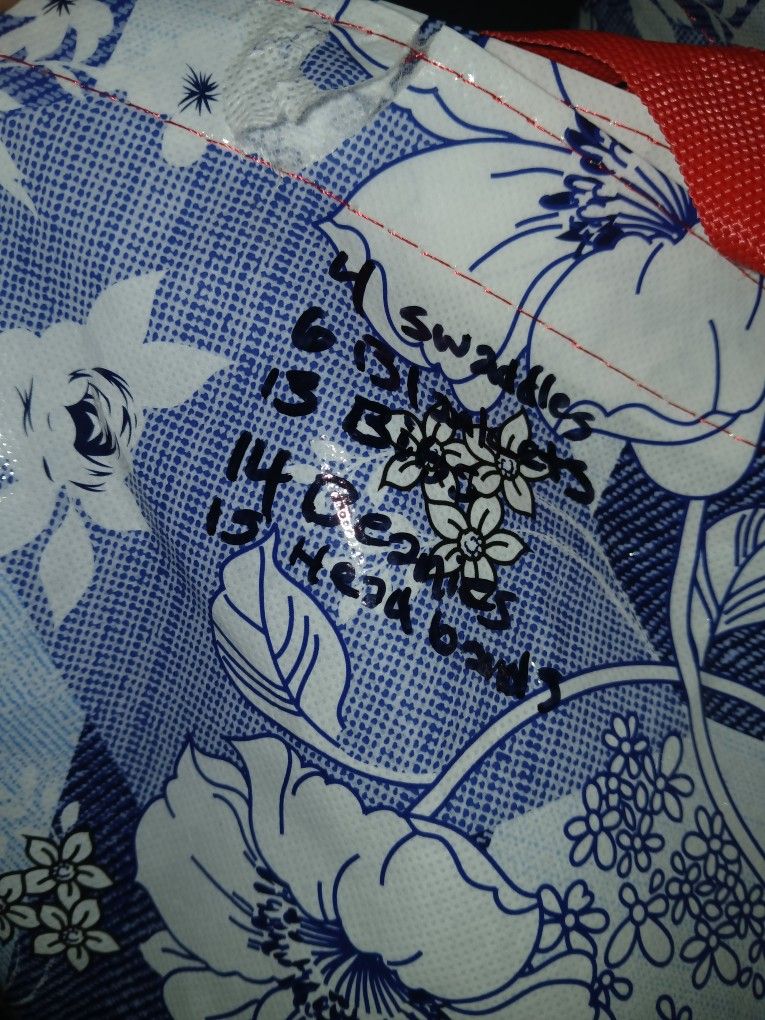 4 swaddles
6 Blankets
13 Bibs
14 Beanies
15 Head bands